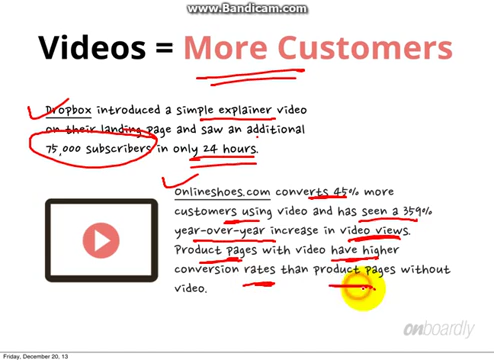 www.Bandicam.com
Videos = More Customers
Dropbox introduced a simple explainer video
on their landing page and saw an additional
75,000 subscribers in only 24 hours.
Onlineshoes.com converts 45% more
customers using video and has seen a 359%
year-over-year increase in video views.
Product pages with video have higher
conversion rates than product pages without
video.
onboardly
Friday, December 20, 13